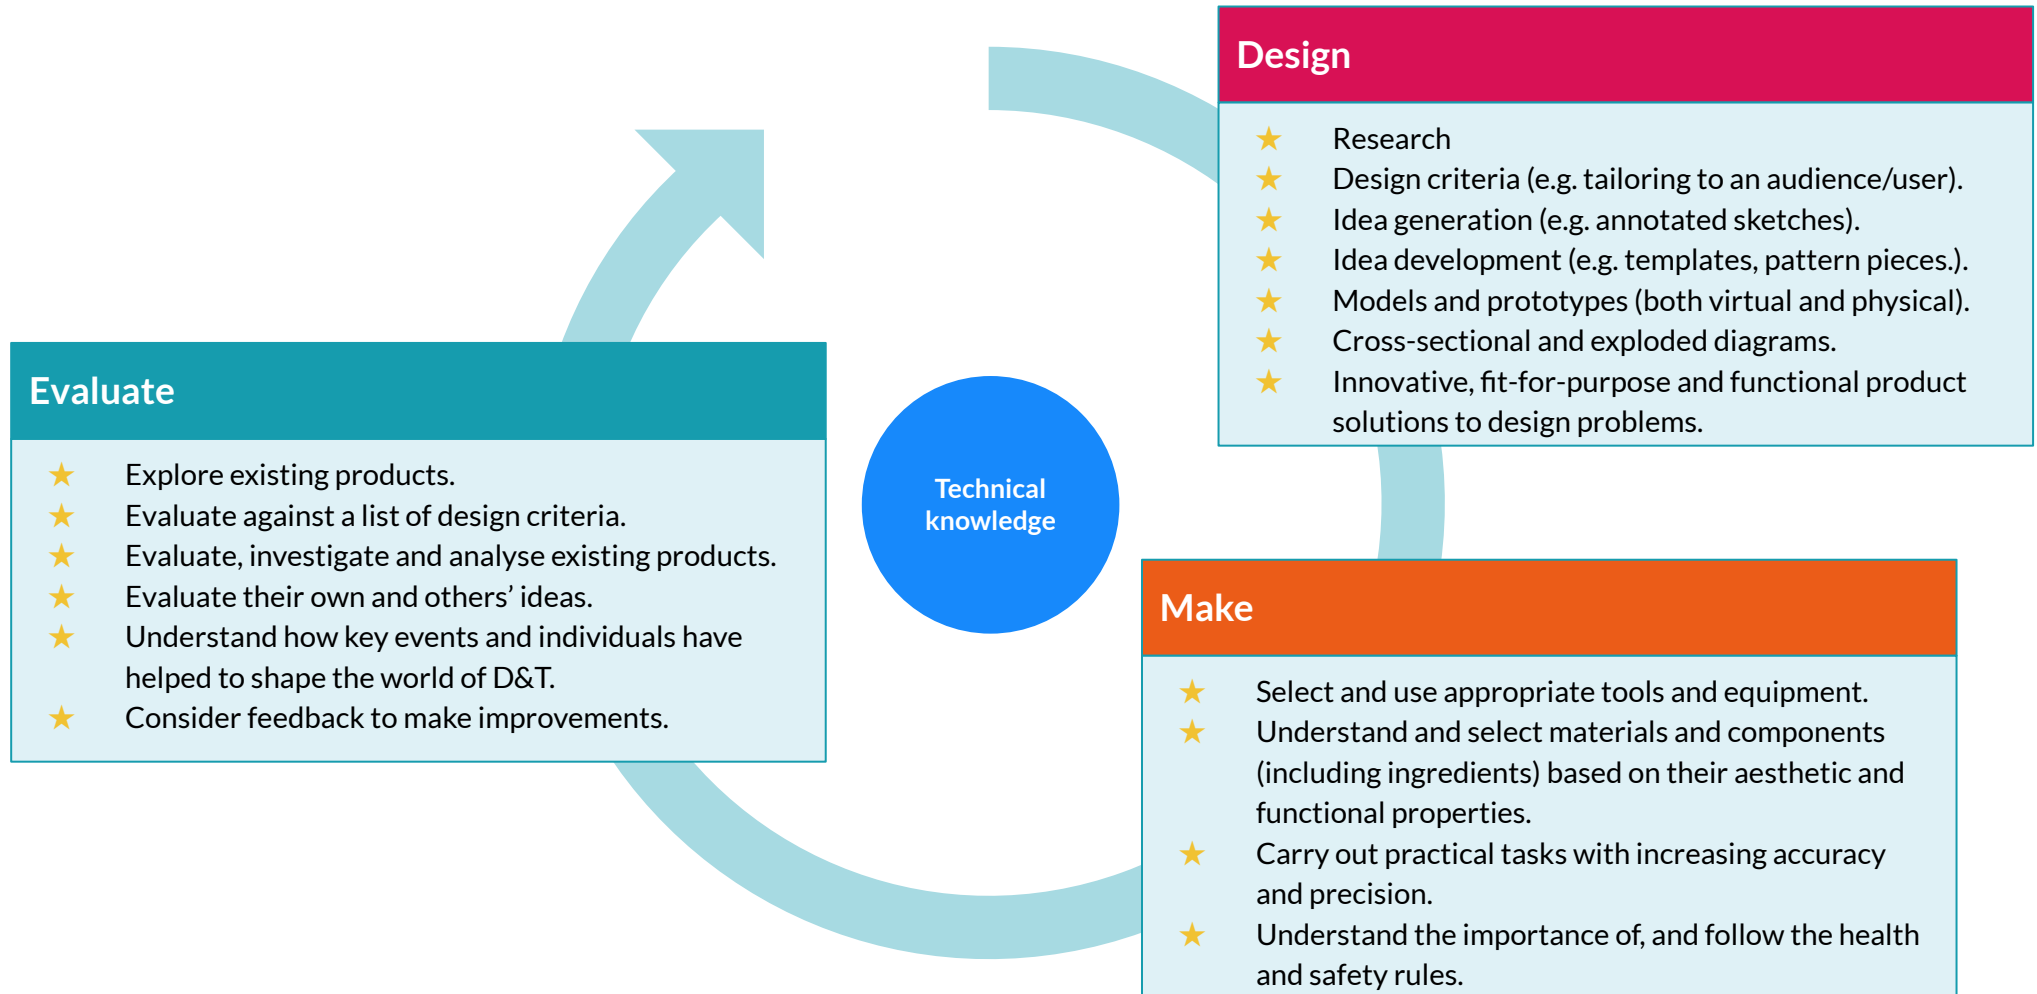 Design
★ Research
★ Design criteria (e.g. tailoring to an audience/user).
★ Idea generation (e.g. annotated sketches).
★ Idea development (e.g. templates, pattern pieces.).
★ Models and prototypes (both virtual and physical).
★ Cross-sectional and exploded diagrams.
★ Innovative, fit-for-purpose and functional product
solutions to design problems.
Technical
knowledge
Make
★ Select and use appropriate tools and equipment.
★ Understand and select materials and components
(including ingredients) based on their aesthetic and
functional properties.
★ Carry out practical tasks with increasing accuracy
and precision.
★ Understand the importance of, and follow the health
and safety rules.
Evaluate
★ Explore existing products.
★ Evaluate against a list of design criteria.
★ Evaluate, investigate and analyse existing products.
★ Evaluate their own and others’ ideas.
★ Understand how key events and individuals have
helped to shape the world of D&T.
★ Consider feedback to make improvements.